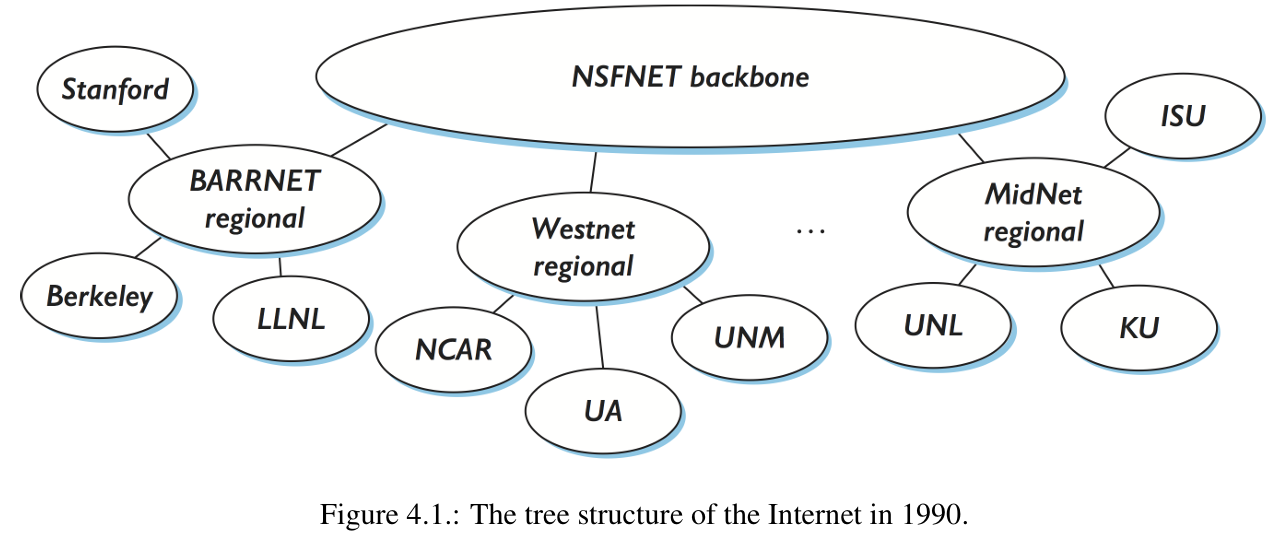 NSFNET backbone
Stanford
ISU
BARRNET
regional
MidNet
regional
Westnet
regional
...
Berkeley
LLNL
NCAR
UNM
UNL
KU
UA
Figure 4.1.: The tree structure of the Internet in 1990.